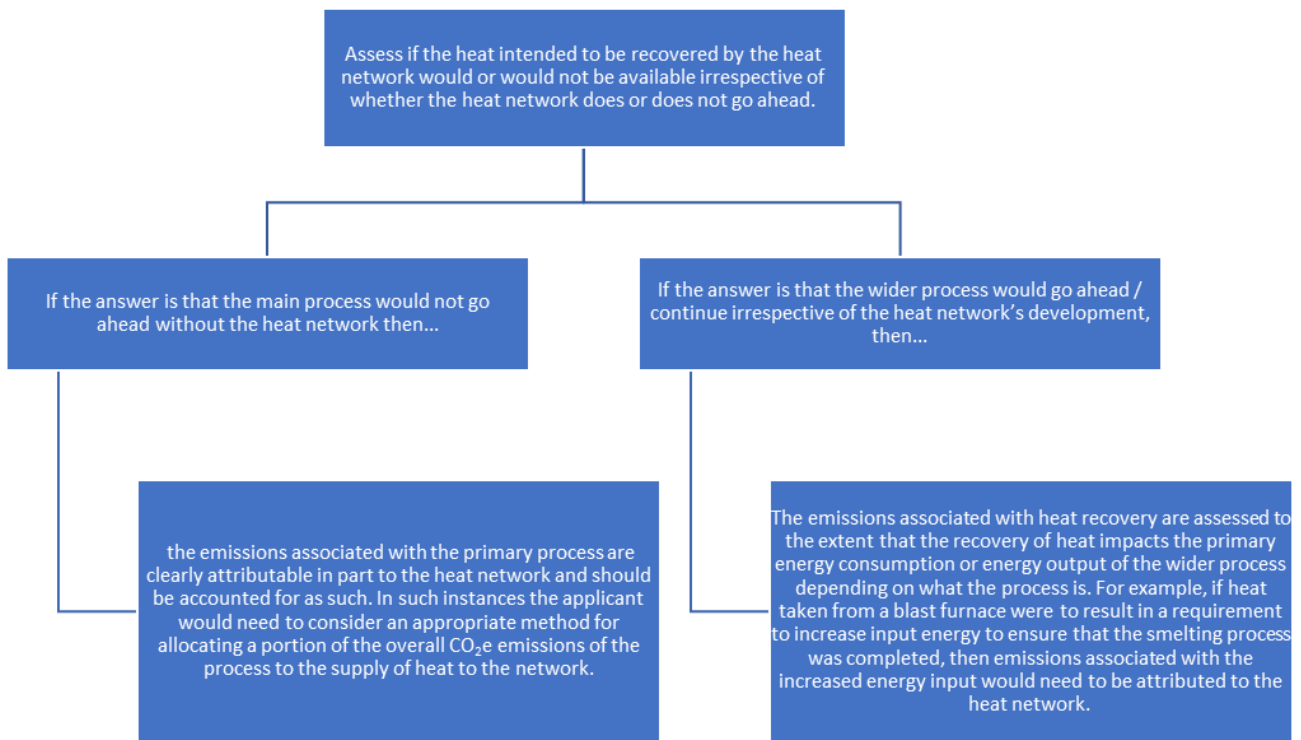 Assess if the heat intended to be recovered by the heat
network would or would not be available irrespective of
whether the heat network does or does not go ahead.
If the answer is that the main process would not go
ahead without the heat network then...
If the answer is that the wider process would go ahead /
continue irrespective of the heat network’s development,
then...
the emissions associated with the primary process are
clearly attributable in part to the heat network and should
be accounted for as such. In such instances the applicant
would need to consider an appropriate method for
allocating a portion of the overall CO₂e emissions of the
process to the supply of heat to the network.
The emissions associated with heat recovery are assessed to
the extent that the recovery of heat impacts the primary
energy consumption or energy output of the wider process
depending on what the process is. For example, if heat
taken from a blast furnace were to result in a requirement
to increase input energy to ensure that the smelting process
was completed, then emissions associated with the
increased energy input would need to be attributed to the
heat network.